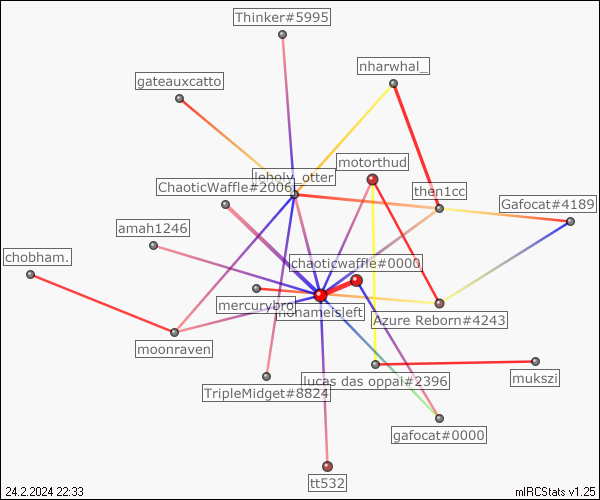 Thinker#5995
nharwhal_
gateauxcatto
leholy_otter
motorthud
ChaoticWaffle#2006
then1cc
Gafocat#4189
amah1246
chobham.
chaoticwaffle#0000
mercurybro
nonameisleft
Azure Reborn#4243
moonraven
lucas das oppai#2396
mukszi
TripleMidget#8824
gafocat#0000
tt532
24.2.2024 22:33
mIRCStats v1.25